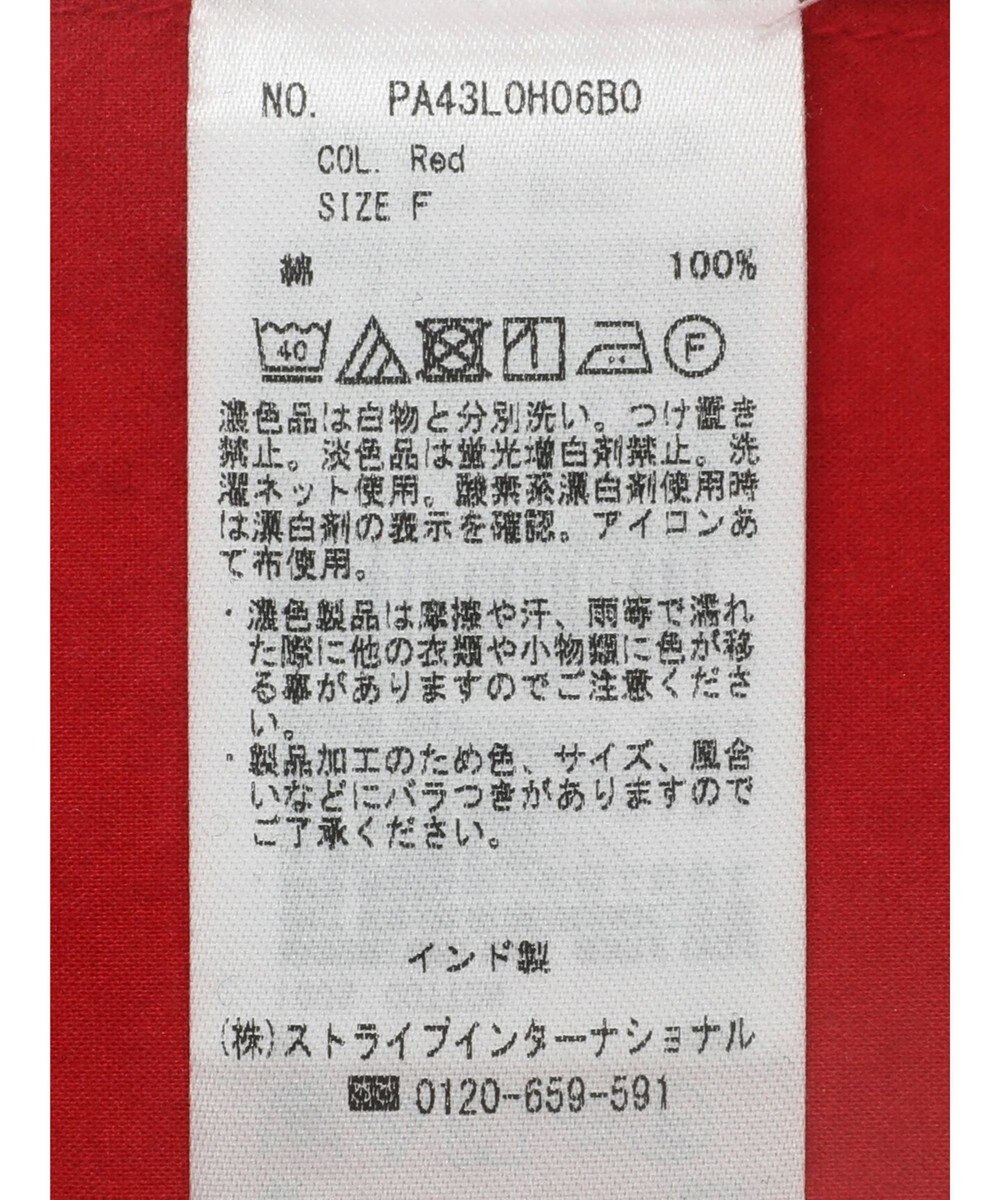 NO. PA43L0H06B0
COL. Red
SIZE F
綿 100%
40
F
濃色品は白物と分別洗い。つけ置き
禁止。淡色品は蛍光増白剤禁止。洗
濯ネット使用。酸素系漂白剤使用時
は漂白剤の表示を確認。アイロンあ
て布使用。
・濃色製品は摩擦や汗、雨等で濡れ
た際に他の衣類や小物類に色が移
る事がありますのでご注意くださ
い。
・製品加工のため色、サイズ、風合
いなどにバラつきがありますので
ご了承ください。
インド製
(株)ストライプインターナショナル
0120-659-591